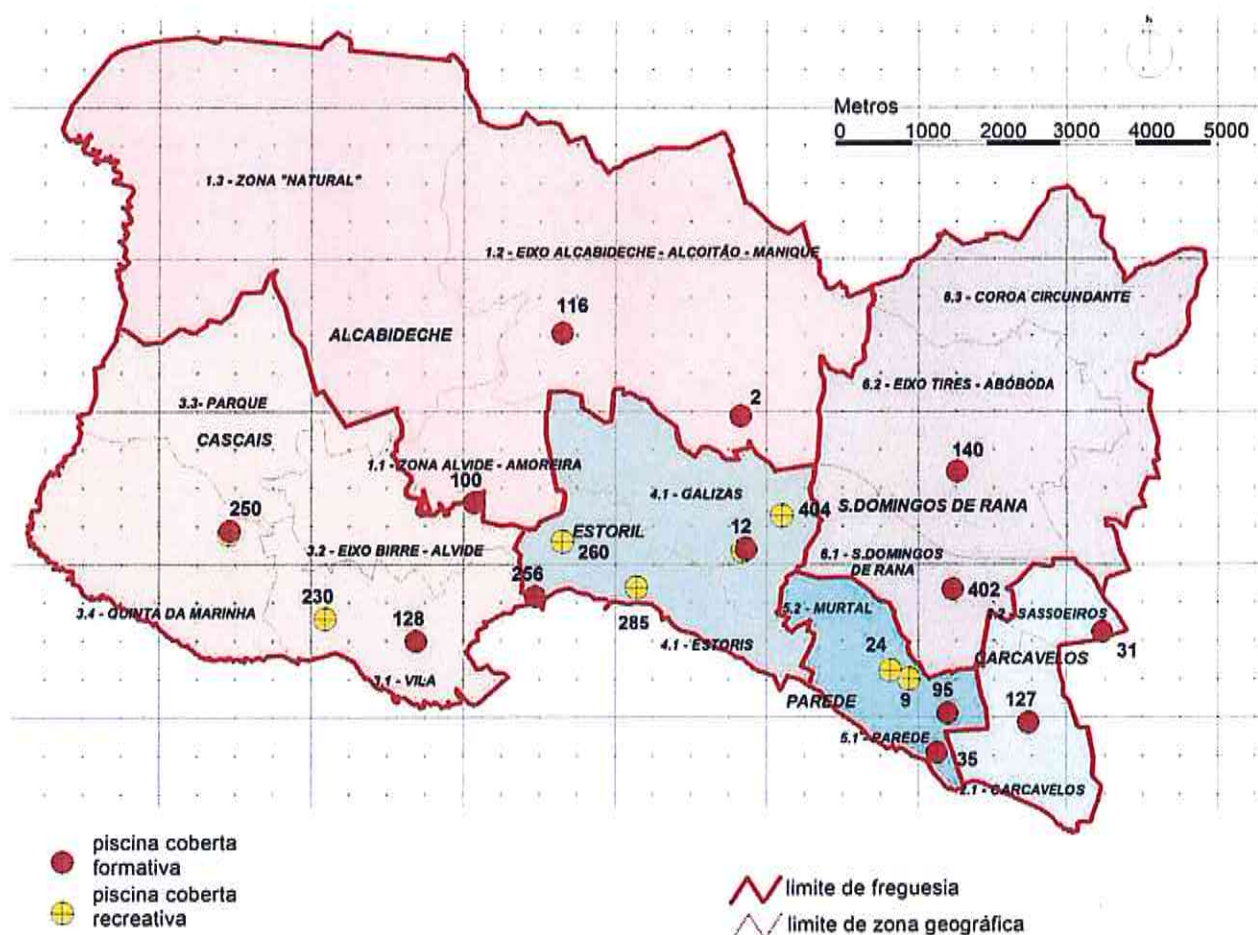 N
Metros
0 1000 2000 3000 4000 5000
1.3 - ZONA "NATURAL"
1.2 - EIXO ALCABIDECHE - ALCOITÃO - MANIQUE
6.3 - COROA CIRCUNDANTE
116
ALCABIDECHE
6.2 - EIXO TIRES - ABÓBODA
3.3- PARQUE
2
CASCAIS
140
1.1 - ZONA ALVIDE - AMOREIRA
100
4.1 - GALIZAS
404
S.DOMINGOS DE RANA
250
ESTORIL
12
3.2 - EIXO BIRRE - ALVIDE
260
6.1 - S.DOMINGOS
DE RANA
256
402
230
3.4 - QUINTA DA MARINHA
285
5.2 - MURTAL
- SASSOEIROS
128
4.1 - ESTORIS
24
31
CARCAVELOS
3.1 - VILA
PAREDE
9
95
127
5.1 - PAREDE
35
2.1 - CARCAVELOS
piscina coberta
formativa
piscina coberta
recreativa
limite de freguesia
limite de zona geográfica